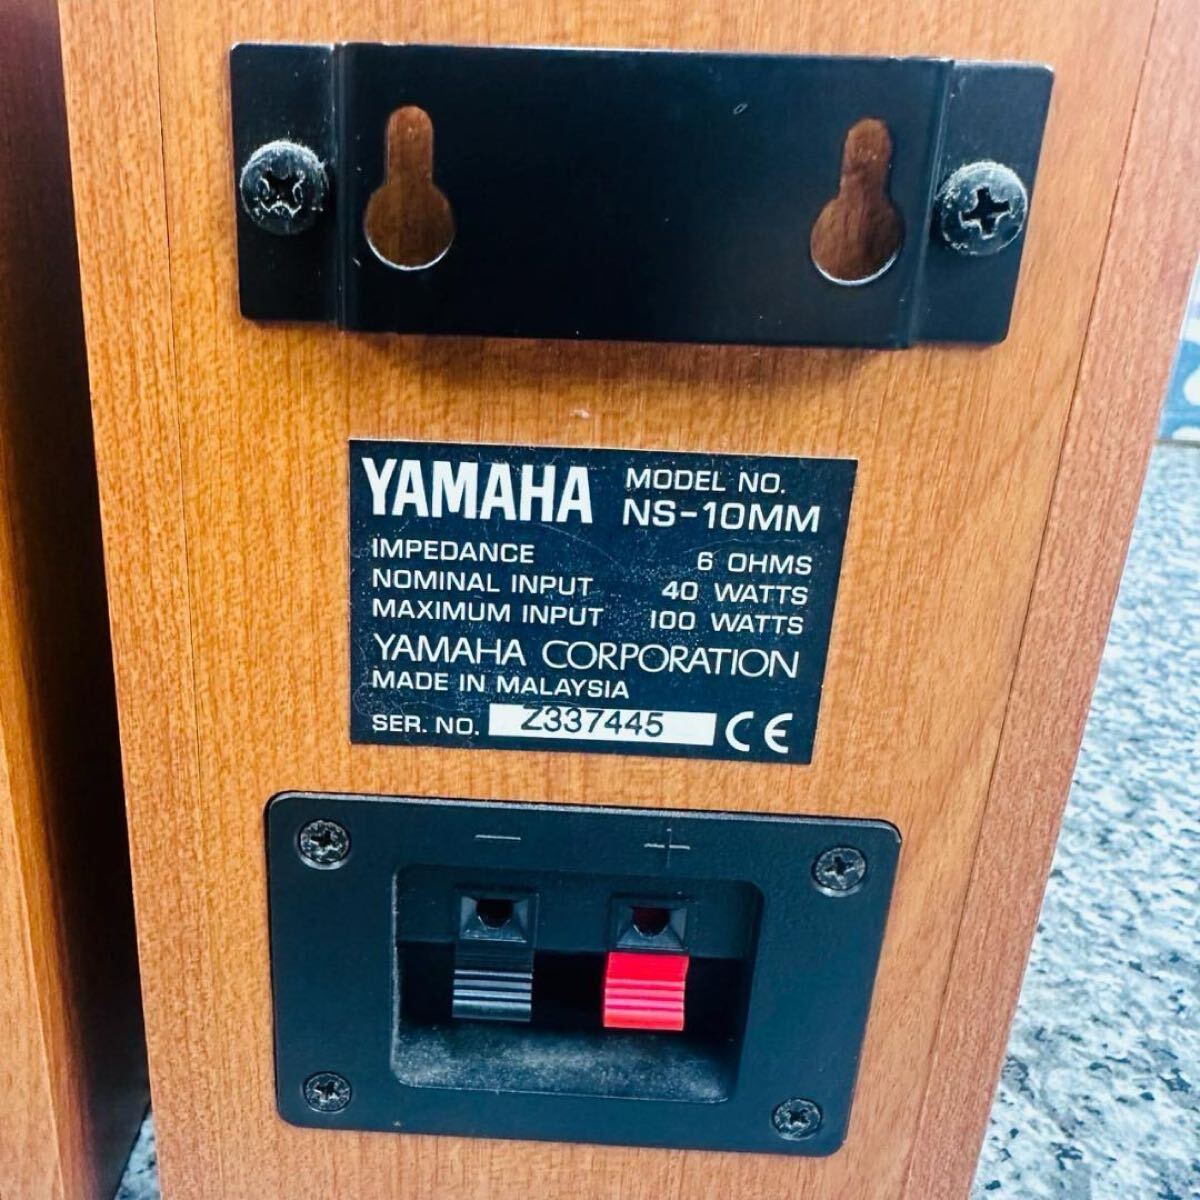 YAMAHA MODEL NO. NS-10MM
IMPEDANCE 6 OHMS
NOMINAL INPUT 40 WATTS
MAXIMUM INPUT 100 WATTS
YAMAHA CORPORATION
MADE IN MALAYSIA
SER. NO. Z337445 CE
− +